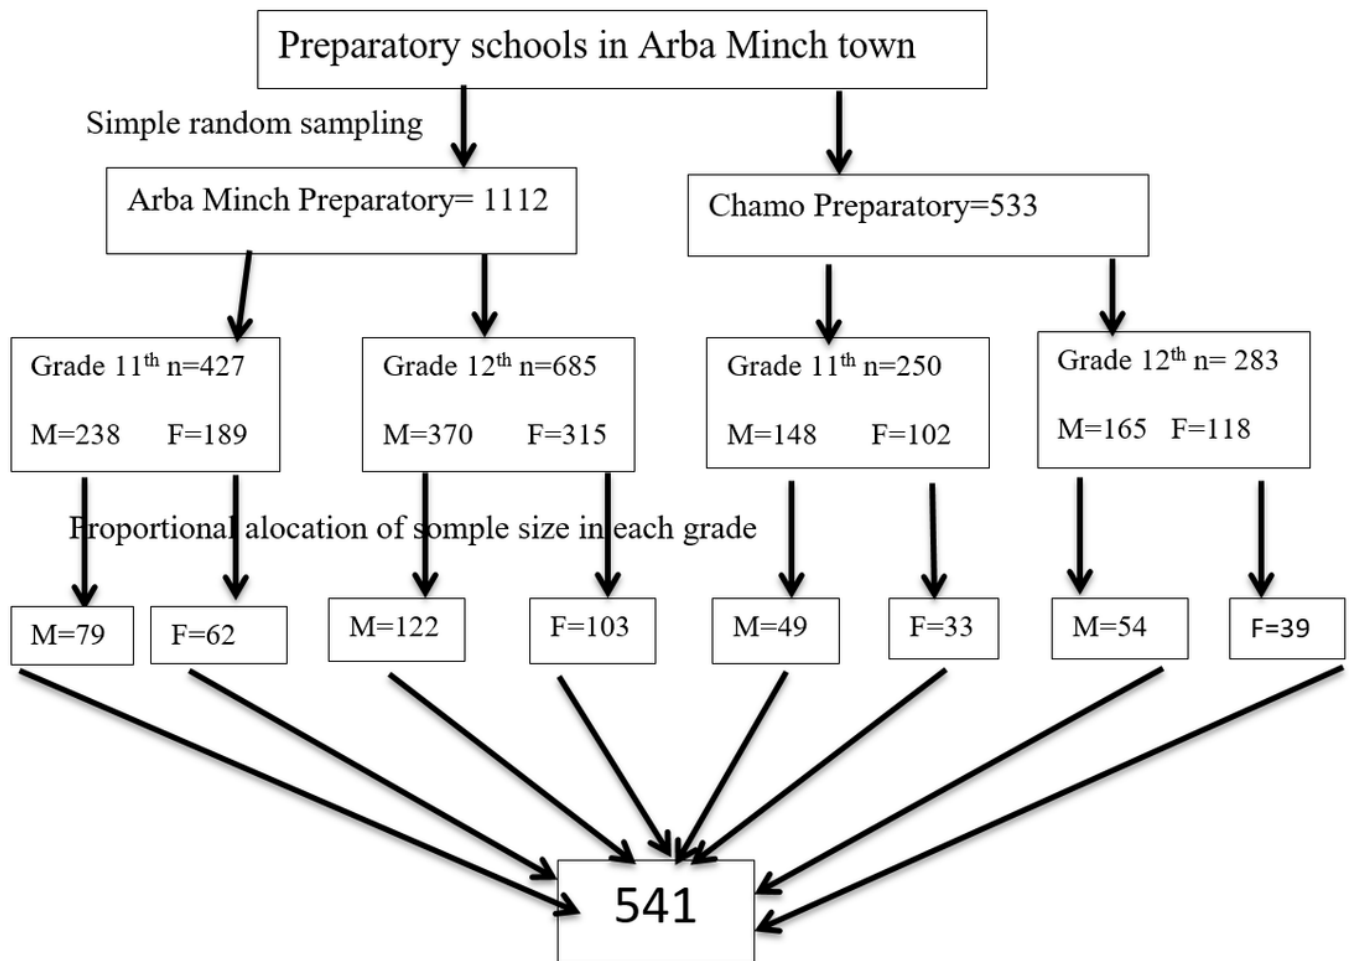 Preparatory schools in Arba Minch town
Simple random sampling
Arba Minch Preparatory= 1112
Chamo Preparatory=533
Grade 11th n=427
M=238 F=189
Grade 12th n=685
M=370 F=315
Grade 11th n=250
M=148 F=102
Grade 12th n= 283
M=165 F=118
Proportional alocation of somple size in each grade
M=79
F=62
M=122
F=103
M=49
F=33
M=54
F=39
541